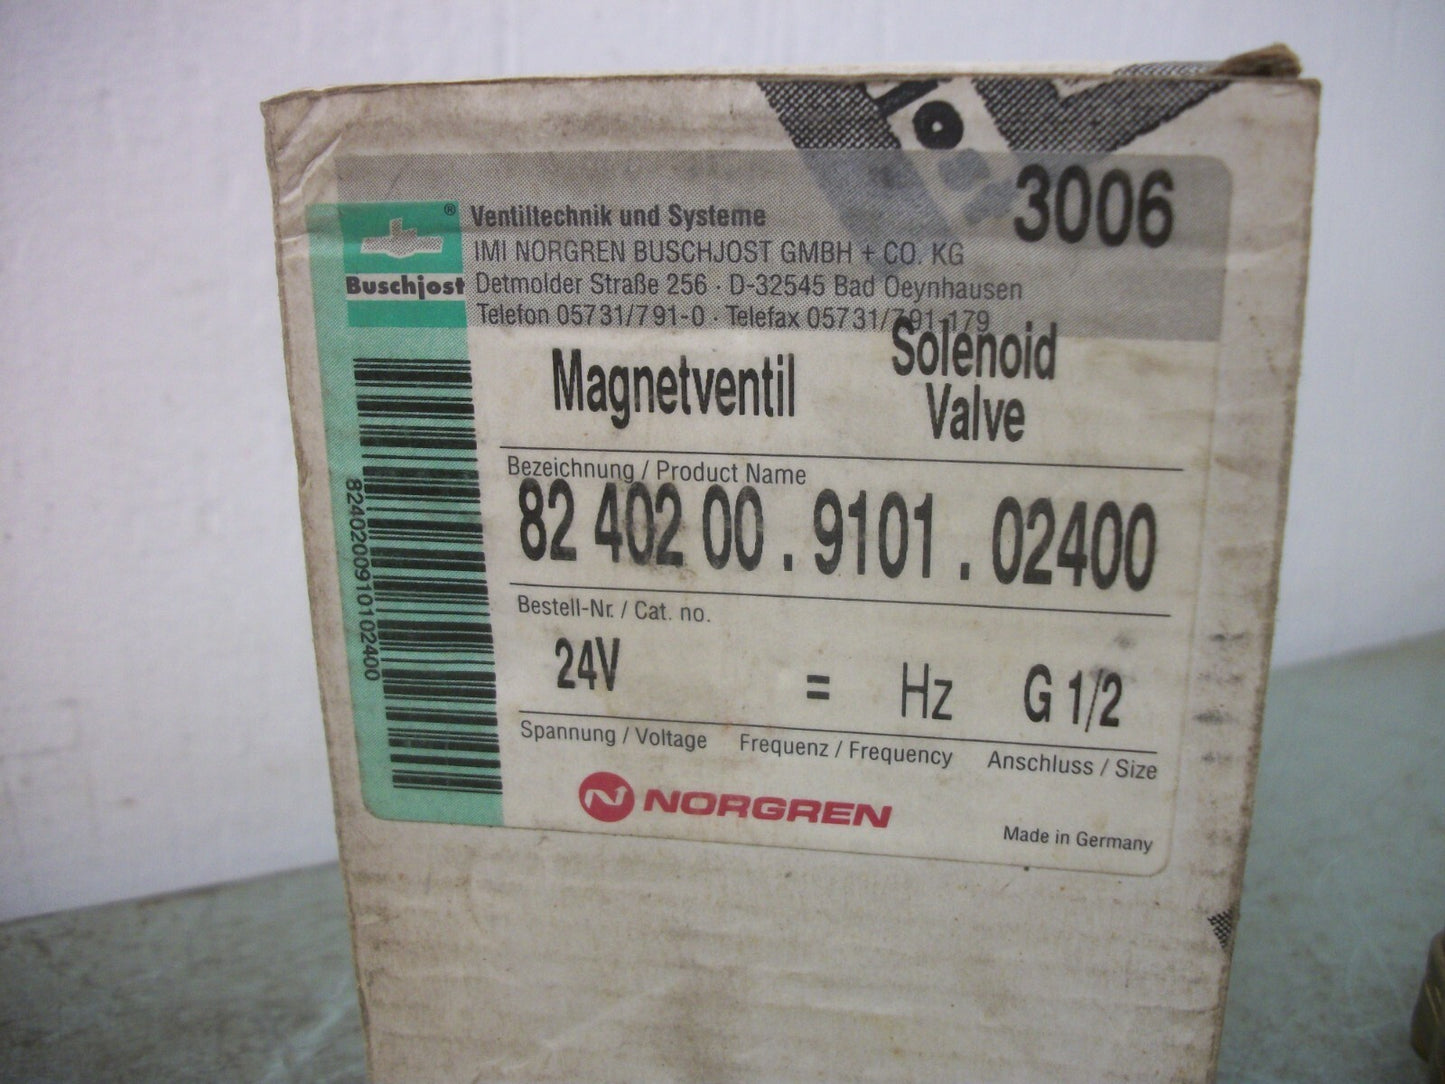 3006
® Ventiltechnik und Systeme
IMI NORGREN BUSCHJOST GMBH + CO. KG
Buschjost
Detmolder Straße 256 · D-32545 Bad Oeynhausen
Telefon 05731/791-0 · Telefax 05731/791-179
Magnetventil
Solenoid
Valve
Bezeichnung / Product Name
82 402 00 . 9101 . 02400
Bestell-Nr. / Cat. no.
24V = Hz G 1/2
Spannung / Voltage Frequenz / Frequency Anschluss / Size
NORGREN
Made in Germany
8240200910102400